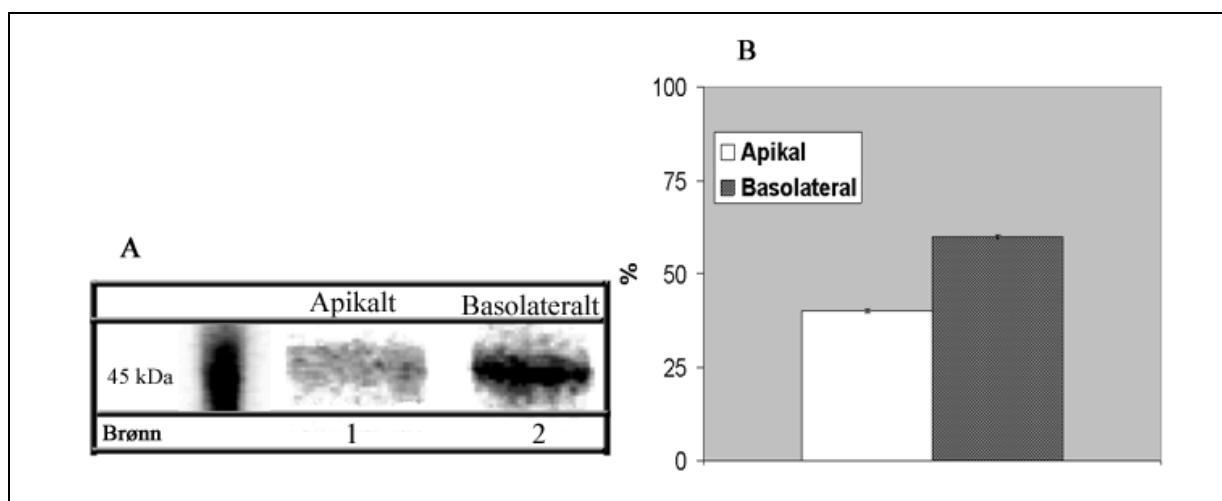 A
Apikalt Basolateralt
45 kDa
Brønn 1 2
B
100
75
50
25
0
%
Apikal
Basolateral